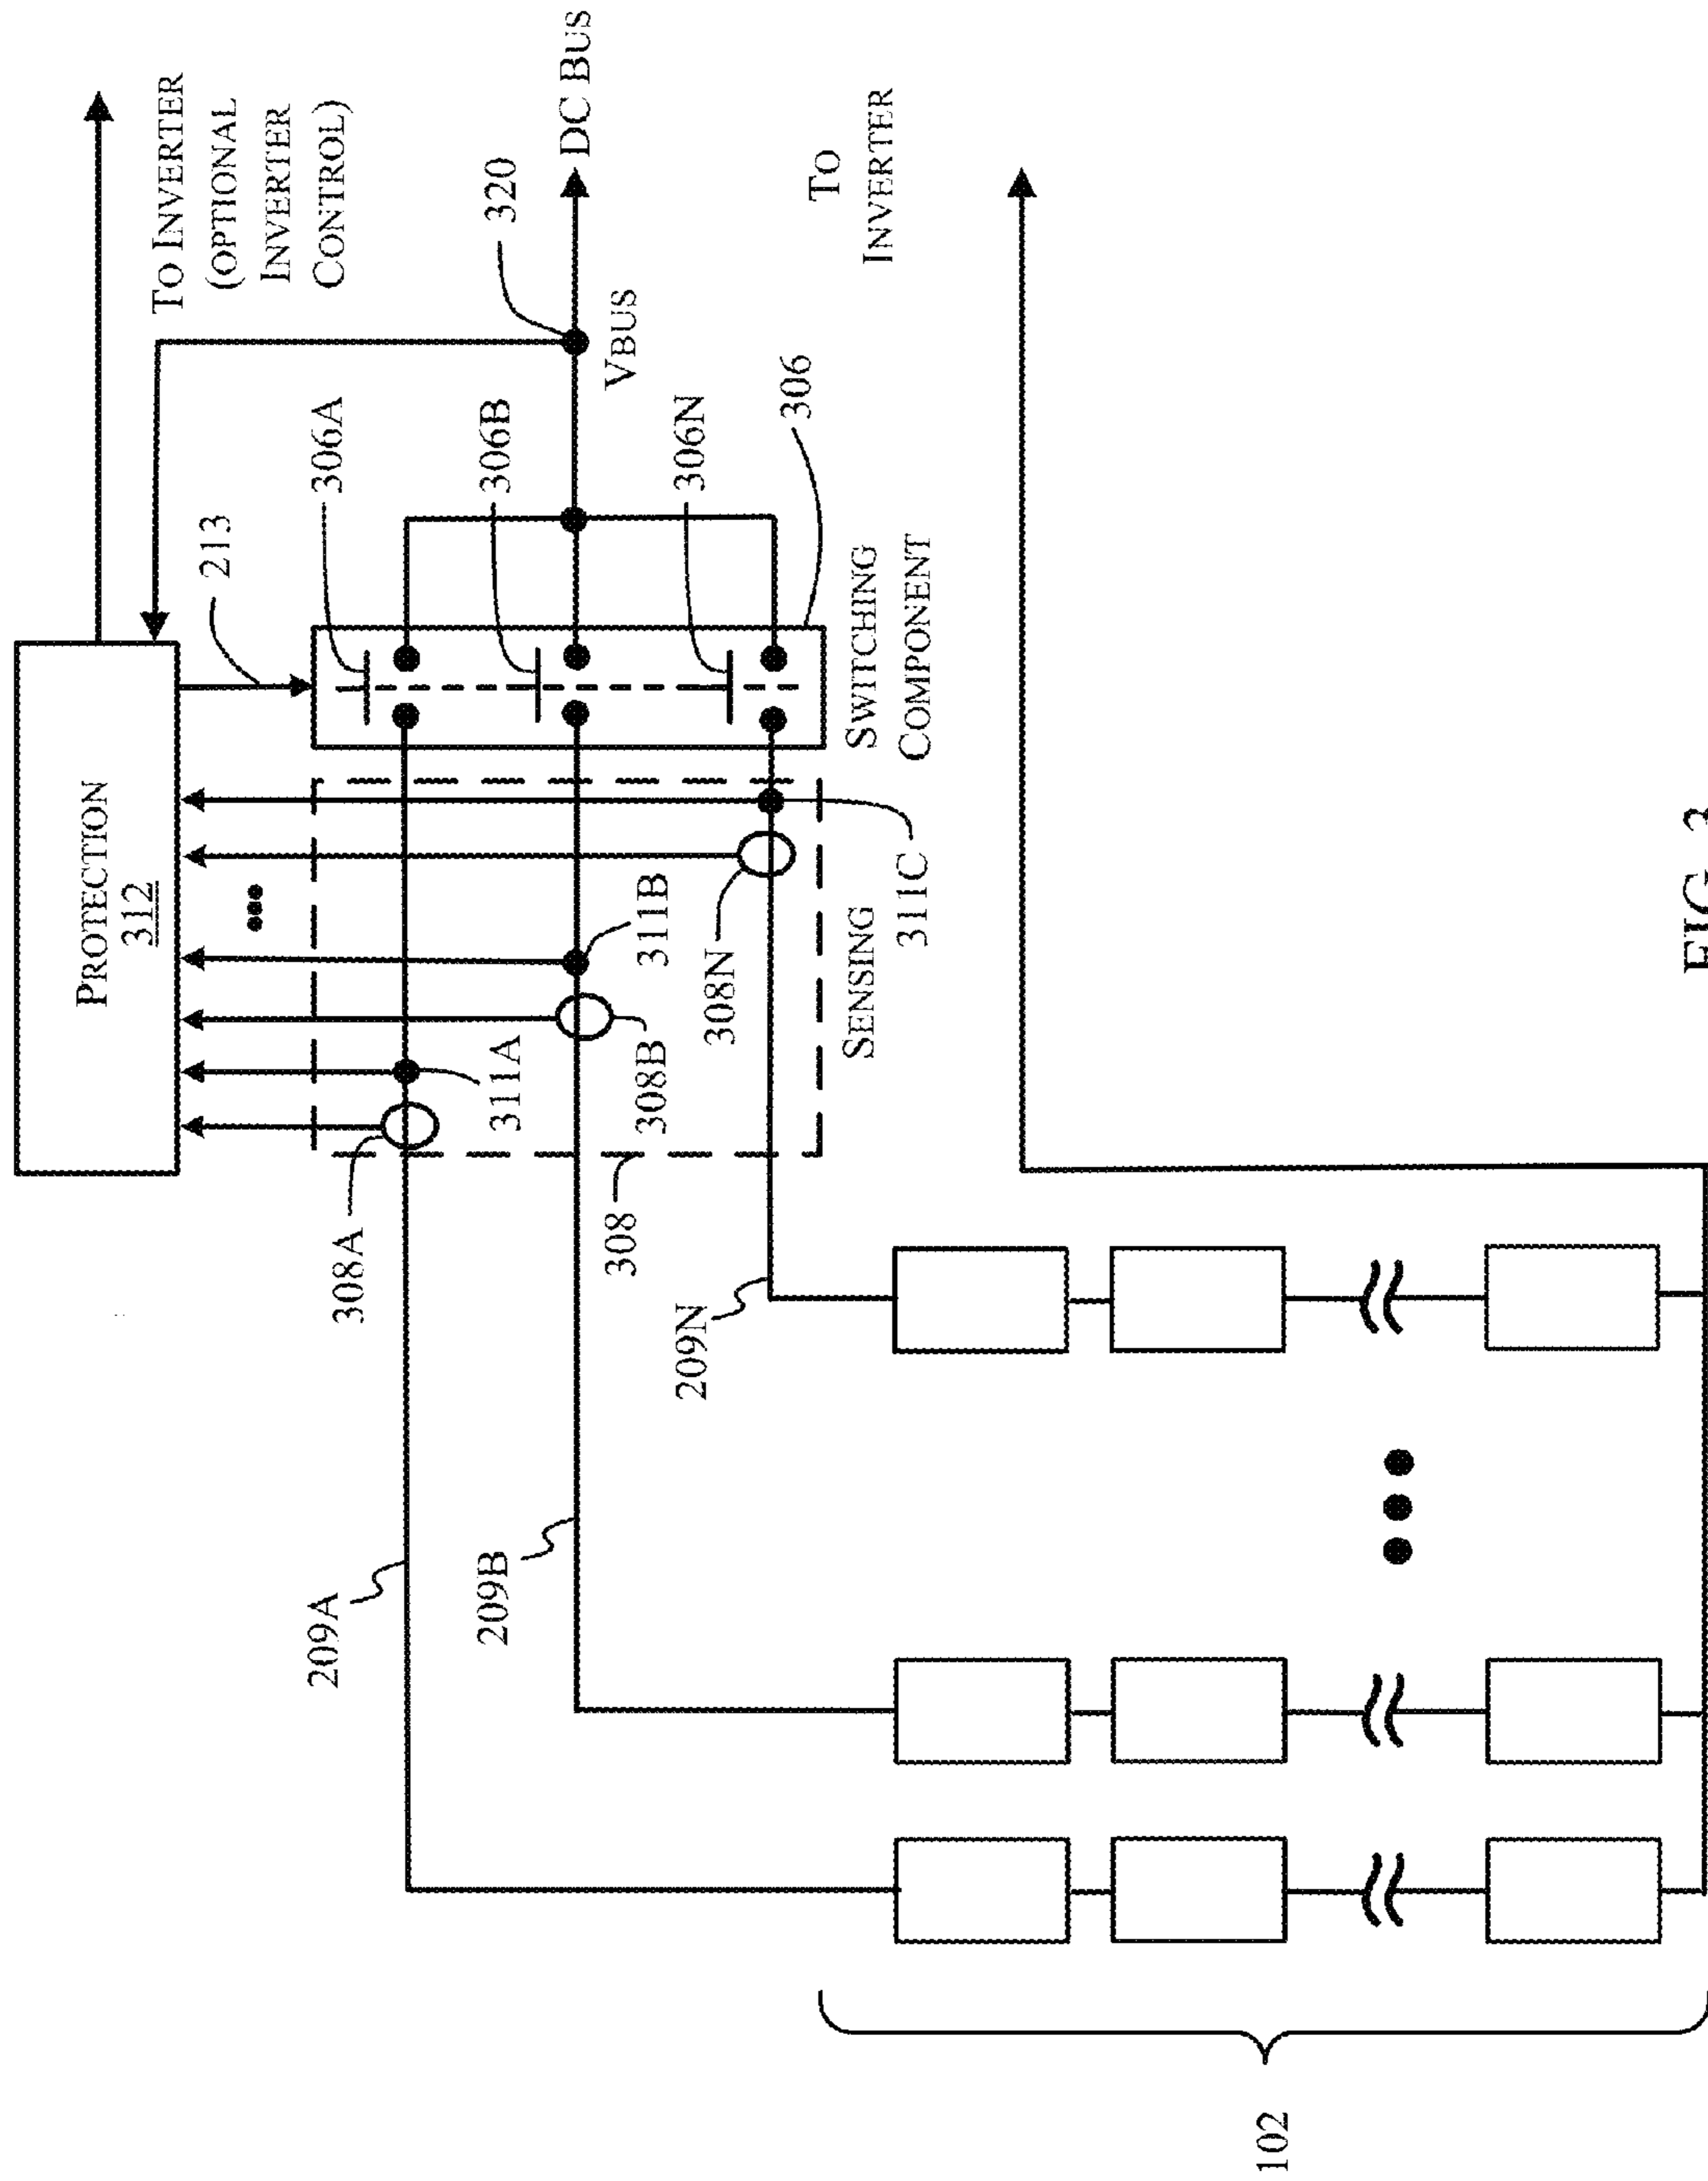 PROTECTION
312
TO INVERTER
(OPTIONAL
INVERTER
CONTROL)
213
306A
320
DC BUS
VBUS
306B
306N
308A
311A
209A
308
308B
311B
209B
308N
SENSING
311C
SWITCHING
COMPONENT
306
TO
INVERTER
209N
102
FIG. 3